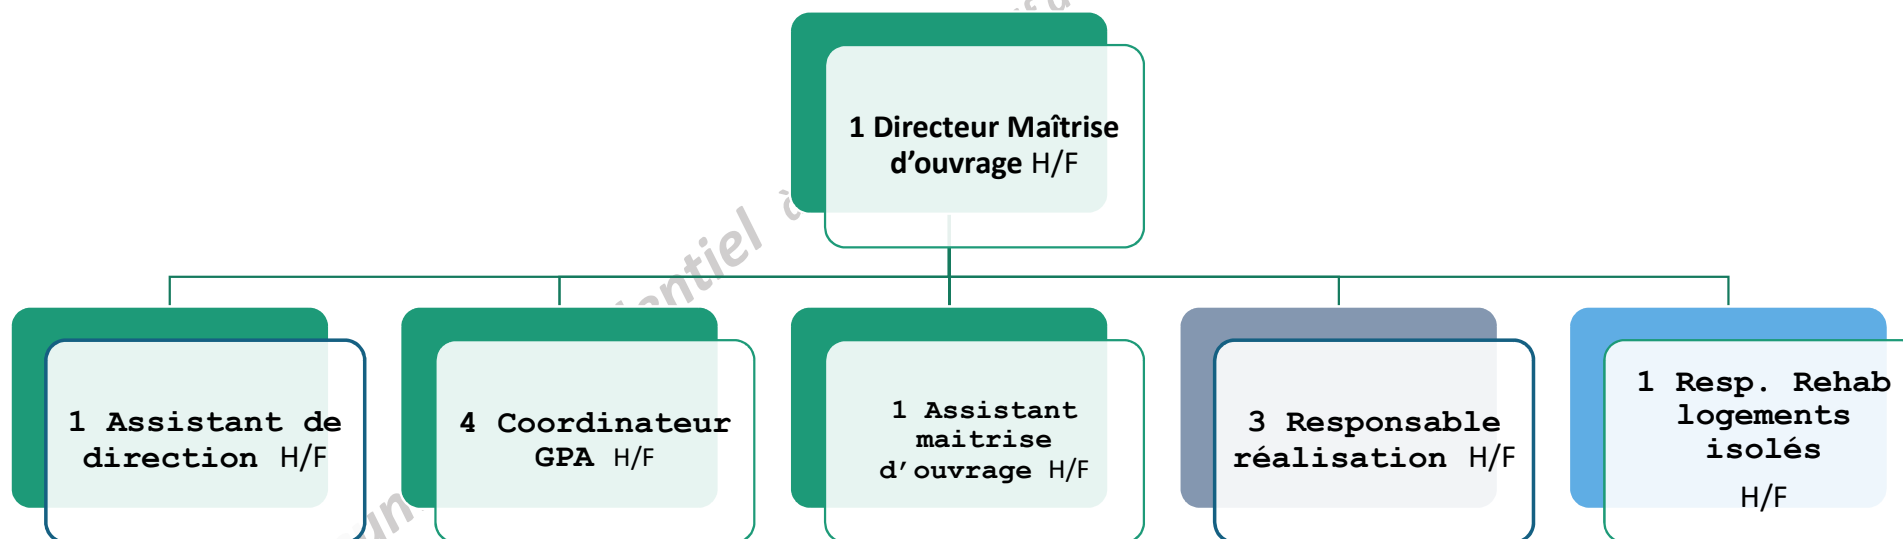 1 Directeur Maîtrise
d’ouvrage H/F
1 Assistant de
direction H/F
4 Coordinateur
GPA H/F
1 Assistant
maitrise
d’ouvrage H/F
3 Responsable
réalisation H/F
1 Resp. Rehab
logements
isolés
H/F